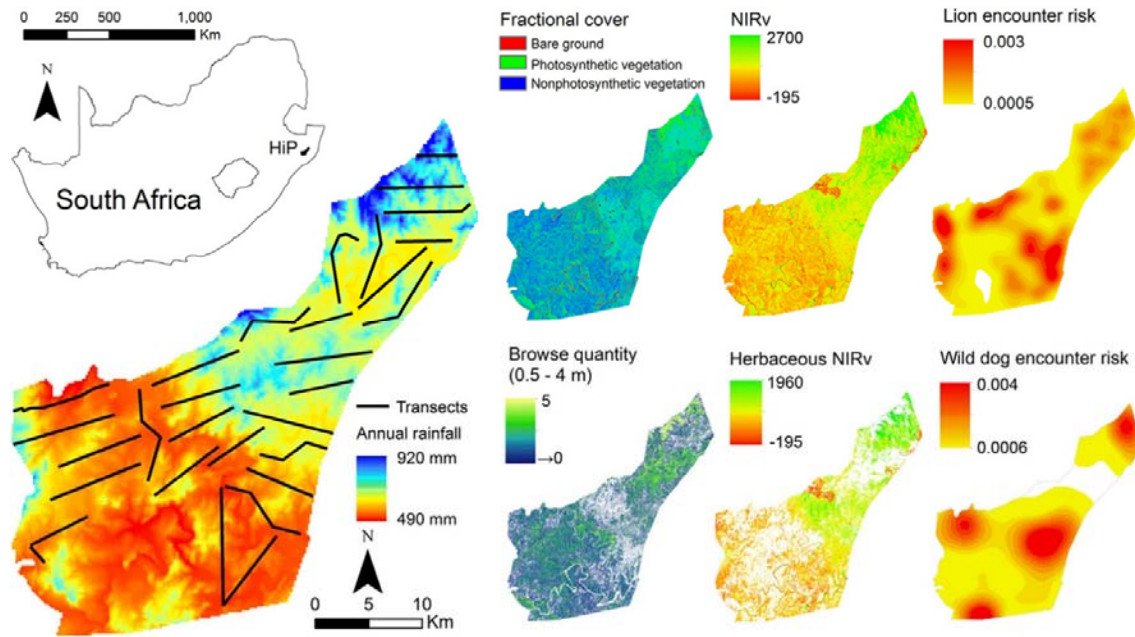 0 250 500 1,000
Km
N
HiP
South Africa
Transects
Annual rainfall
920 mm
490 mm
N
0 5 10
Km
Fractional cover
Bare ground
Photosynthetic vegetation
Nonphotosynthetic vegetation
NIRv
2700
-195
Lion encounter risk
0.003
0.0005
Browse quantity
(0.5 - 4 m)
5
→0
Herbaceous NIRv
1960
-195
Wild dog encounter risk
0.004
0.0006